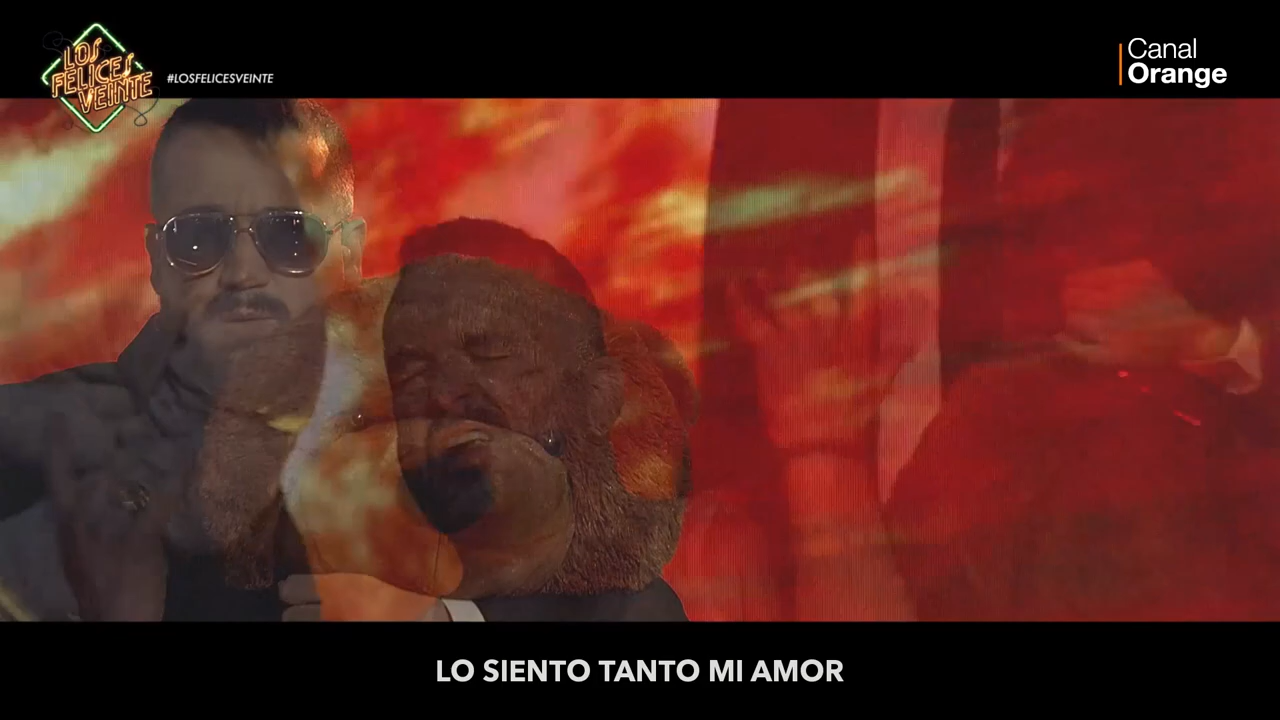 LOS
FELICES
VEINTE
#LOSFELICESVEINTE
Canal
Orange
LO SIENTO TANTO MI AMOR